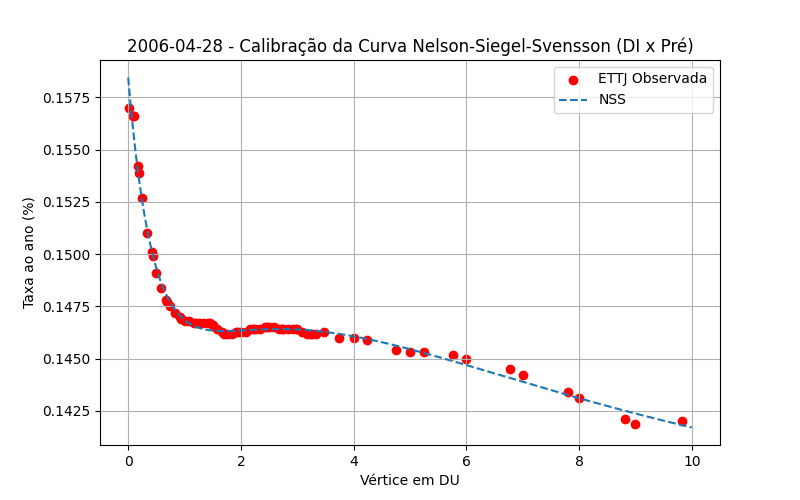 2006-04-28 - Calibração da Curva Nelson-Siegel-Svensson (DI x Pré)
ETTJ Observada
NSS
Taxa ao ano (%)
0.1575
0.1550
0.1525
0.1500
0.1475
0.1450
0.1425
0 2 4 6 8 10
Vértice em DU